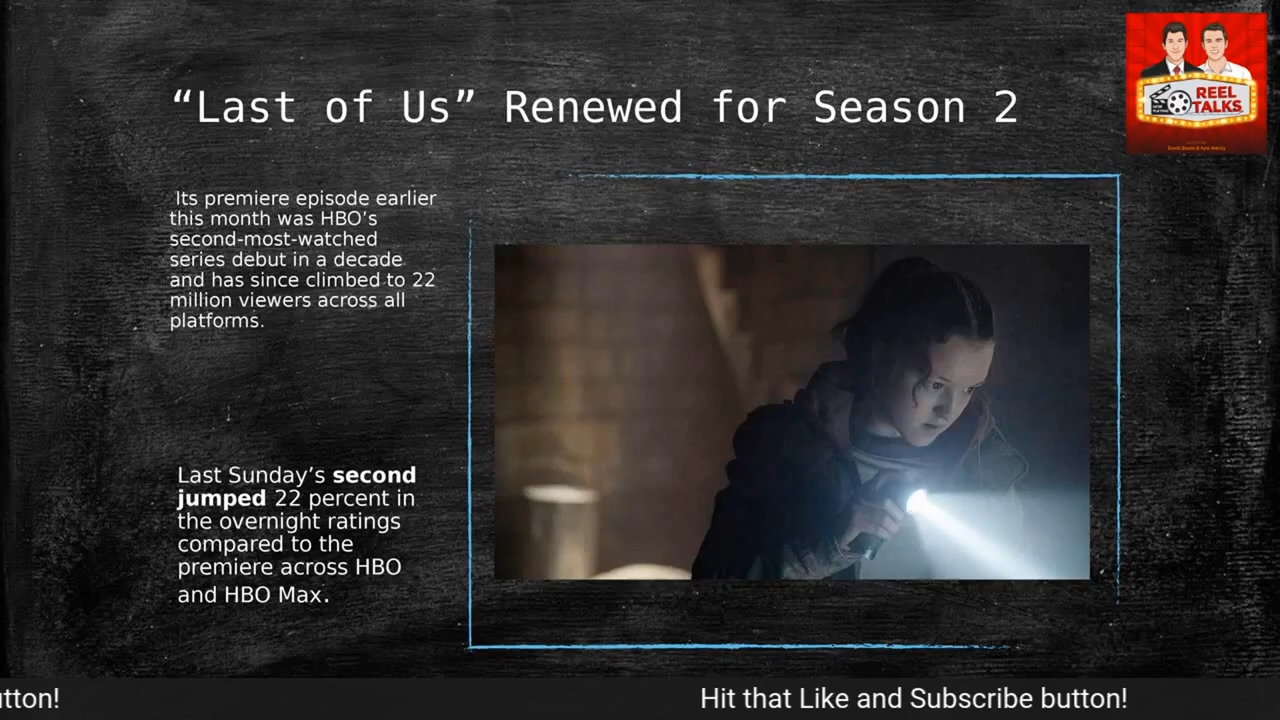 “Last of Us” Renewed for Season 2
REEL
TALKS
Its premiere episode earlier
this month was HBO’s
second-most-watched
series debut in a decade
and has since climbed to 22
million viewers across all
platforms.
Last Sunday’s second
jumped 22 percent in
the overnight ratings
compared to the
premiere across HBO
and HBO Max.
utton!
Hit that Like and Subscribe button!